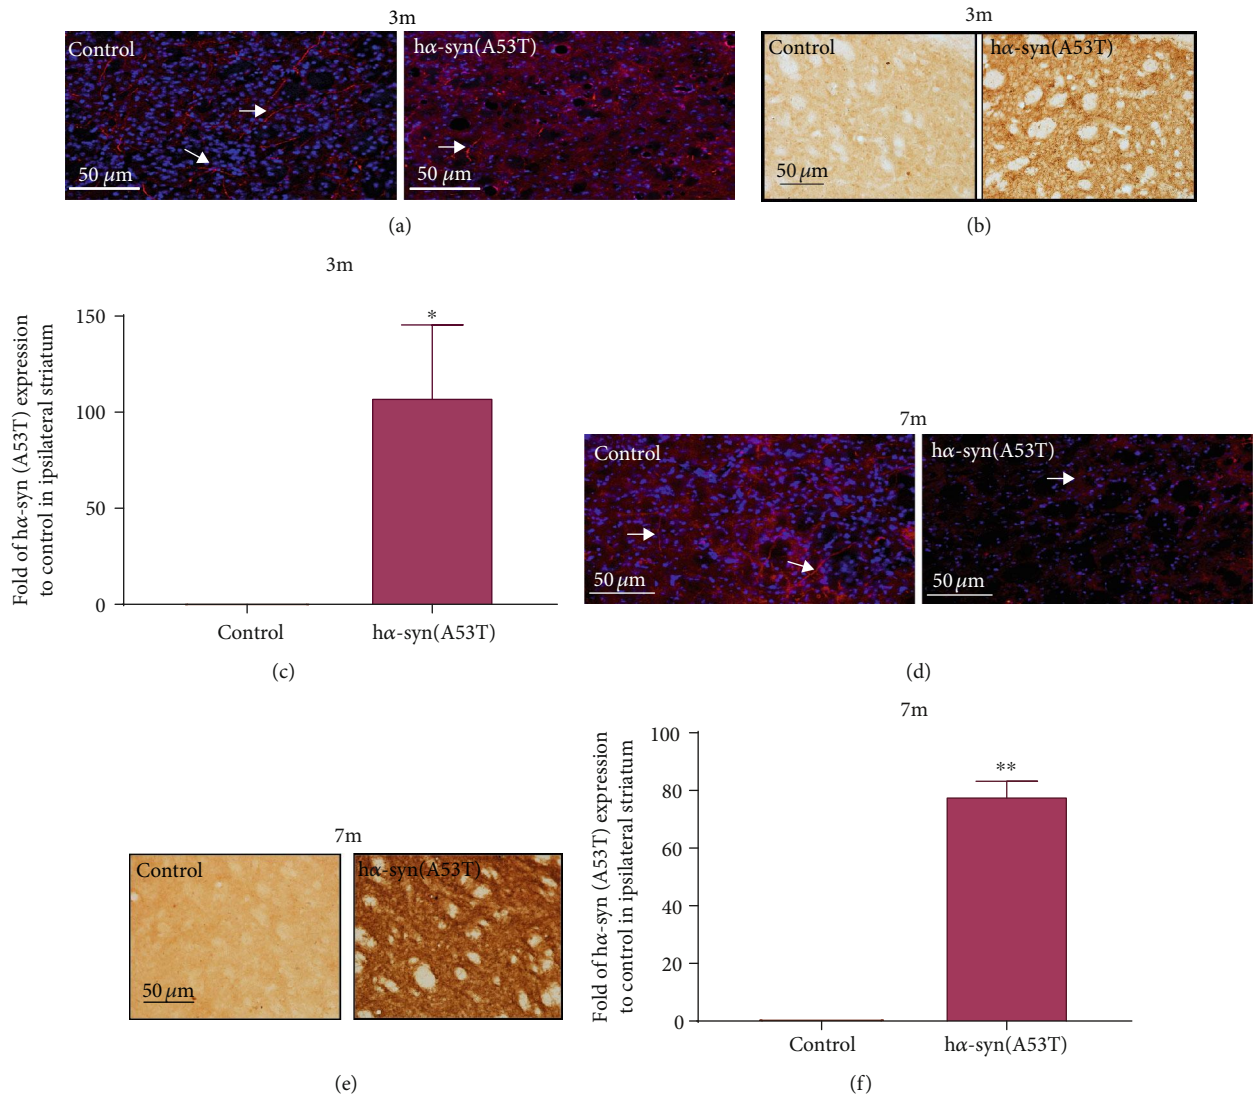 3m
Control
hα-syn(A53T)
50 μm
50 μm
(a)
3m
Control
hα-syn(A53T)
50 μm
(b)
3m
Fold of hα-syn (A53T) expression
to control in ipsilateral striatum
150
100
50
0
*
Control
hα-syn(A53T)
(c)
7m
Control
hα-syn(A53T)
50 μm
50 μm
(d)
7m
Control
hα-syn(A53T)
50 μm
(e)
7m
Fold of hα-syn (A53T) expression
to control in ipsilateral striatum
100
80
60
40
20
0
**
Control
hα-syn(A53T)
(f)